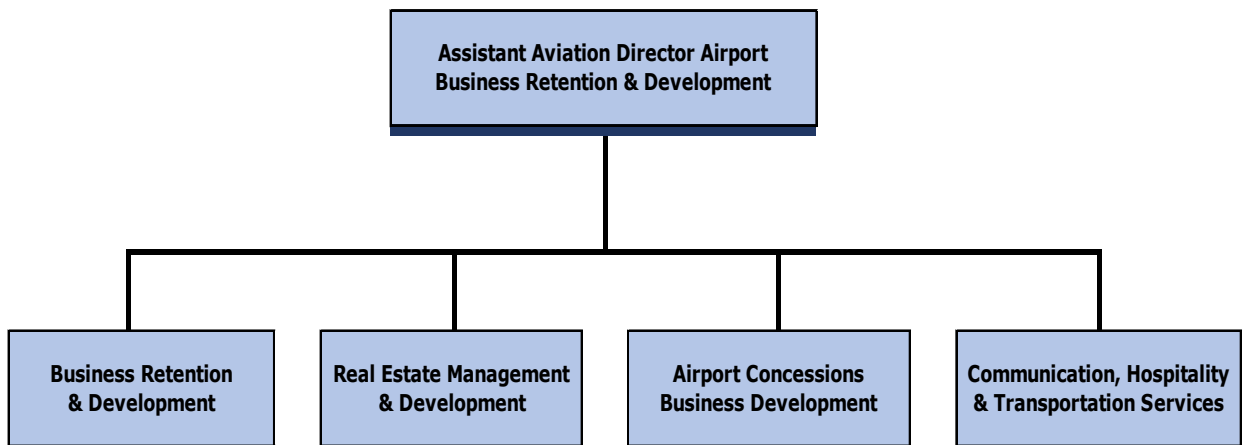 Assistant Aviation Director Airport
Business Retention & Development
Business Retention
& Development
Real Estate Management
& Development
Airport Concessions
Business Development
Communication, Hospitality
& Transportation Services